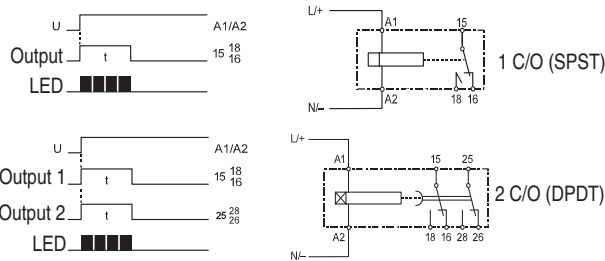 U A1/A2
Output t 15 18 16
LED
L/+
A1 15
1 C/O (SPST)
A2 18 16
N/–
U A1/A2
Output 1 t 15 18 16
Output 2 t 25 28 26
LED
L/+
A1 15 25
2 C/O (DPDT)
A2 18 16 28 26
N/–